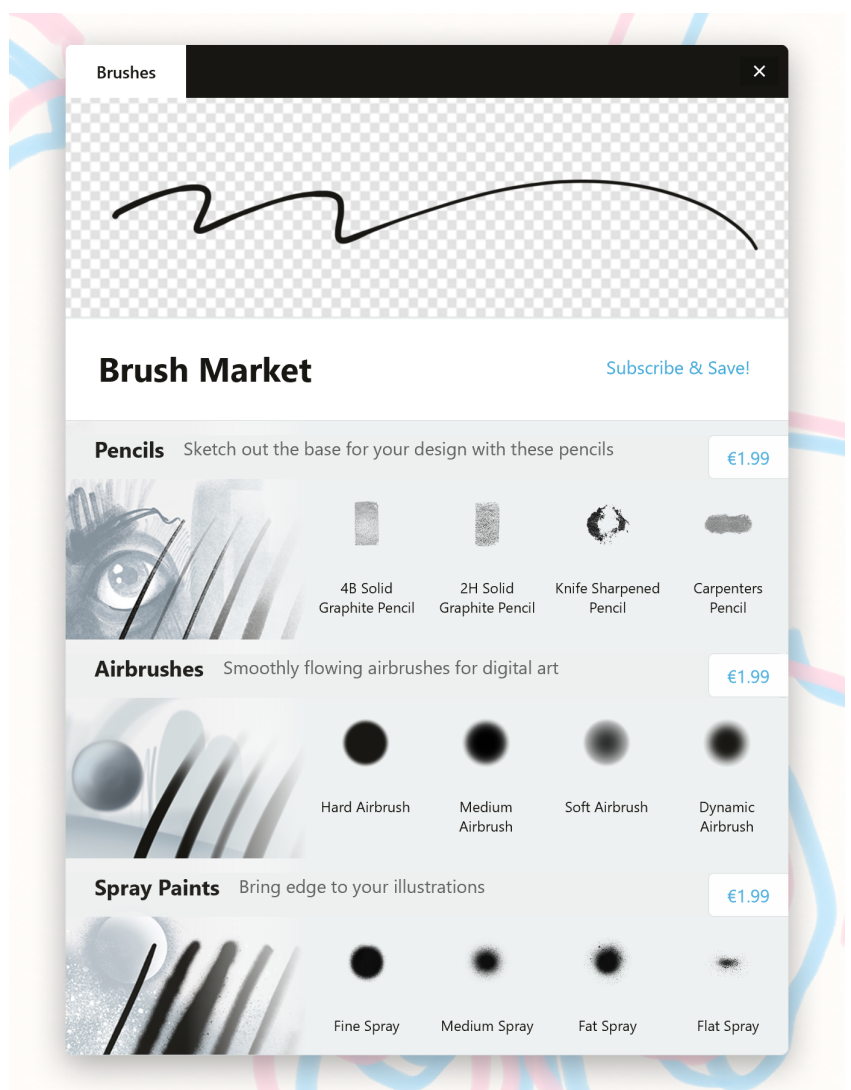 Brushes
Brush Market
Subscribe & Save!
Pencils Sketch out the base for your design with these pencils
€1.99
4B Solid
Graphite Pencil
2H Solid
Graphite Pencil
Knife Sharpened
Pencil
Carpenters
Pencil
Airbrushes Smoothly flowing airbrushes for digital art
€1.99
Hard Airbrush
Medium
Airbrush
Soft Airbrush
Dynamic
Airbrush
Spray Paints Bring edge to your illustrations
€1.99
Fine Spray
Medium Spray
Fat Spray
Flat Spray